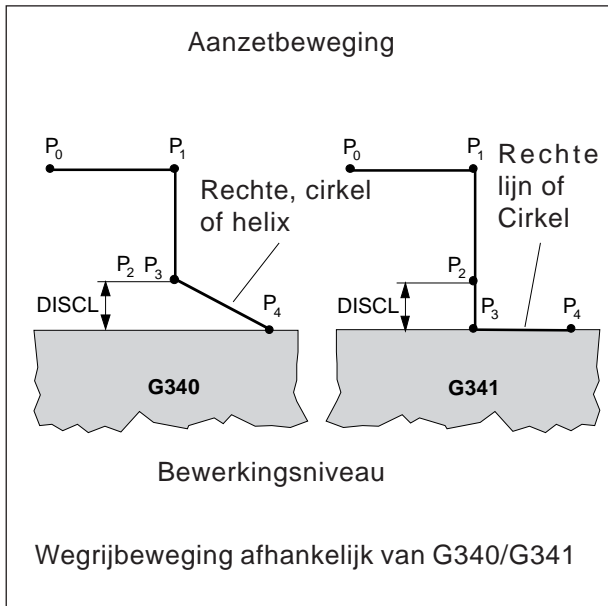 Aanzetbeweging
P0
P1
Rechte, cirkel
of helix
P2 P3
DISCL
P4
G340
P0
P1
Rechte
lijn of
Cirkel
P2
DISCL
P3
P4
G341
Bewerkingsniveau
Wegrijbeweging afhankelijk van G340/G341